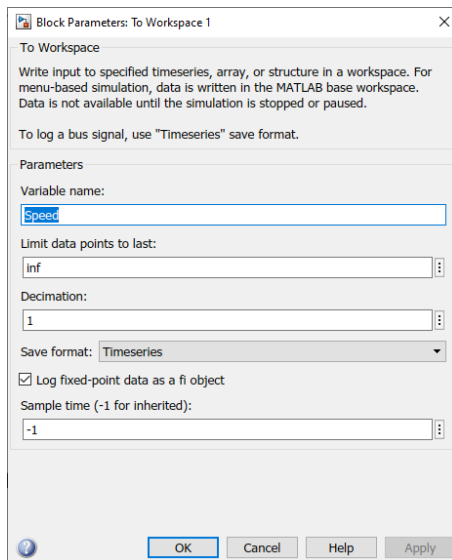 Block Parameters: To Workspace 1
To Workspace
Write input to specified timeseries, array, or structure in a workspace. For
menu-based simulation, data is written in the MATLAB base workspace.
Data is not available until the simulation is stopped or paused.
To log a bus signal, use "Timeseries" save format.
Parameters
Variable name:
Speed
Limit data points to last:
inf
Decimation:
1
Save format: Timeseries
Log fixed-point data as a fi object
Sample time (-1 for inherited):
-1
OK Cancel Help Apply